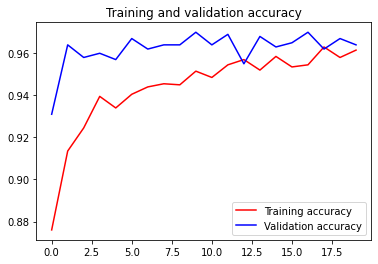 Training and validation accuracy
0.96
0.94
0.92
0.90
0.88
Training accuracy
Validation accuracy
0.0 2.5 5.0 7.5 10.0 12.5 15.0 17.5